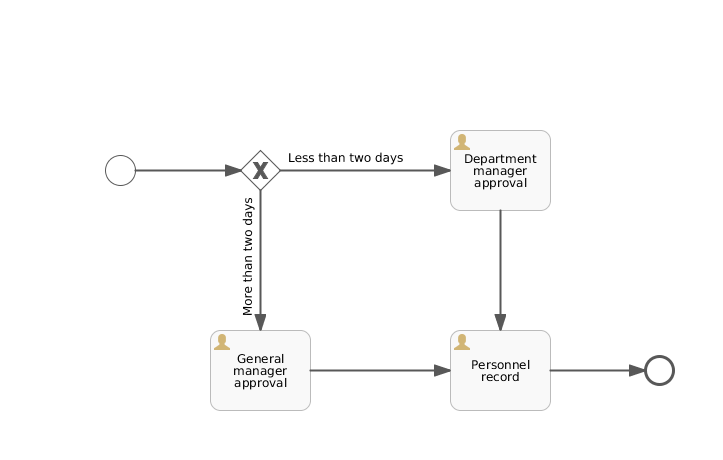 Less than two days
Department
manager
approval
More than two days
General
manager
approval
Personnel
record